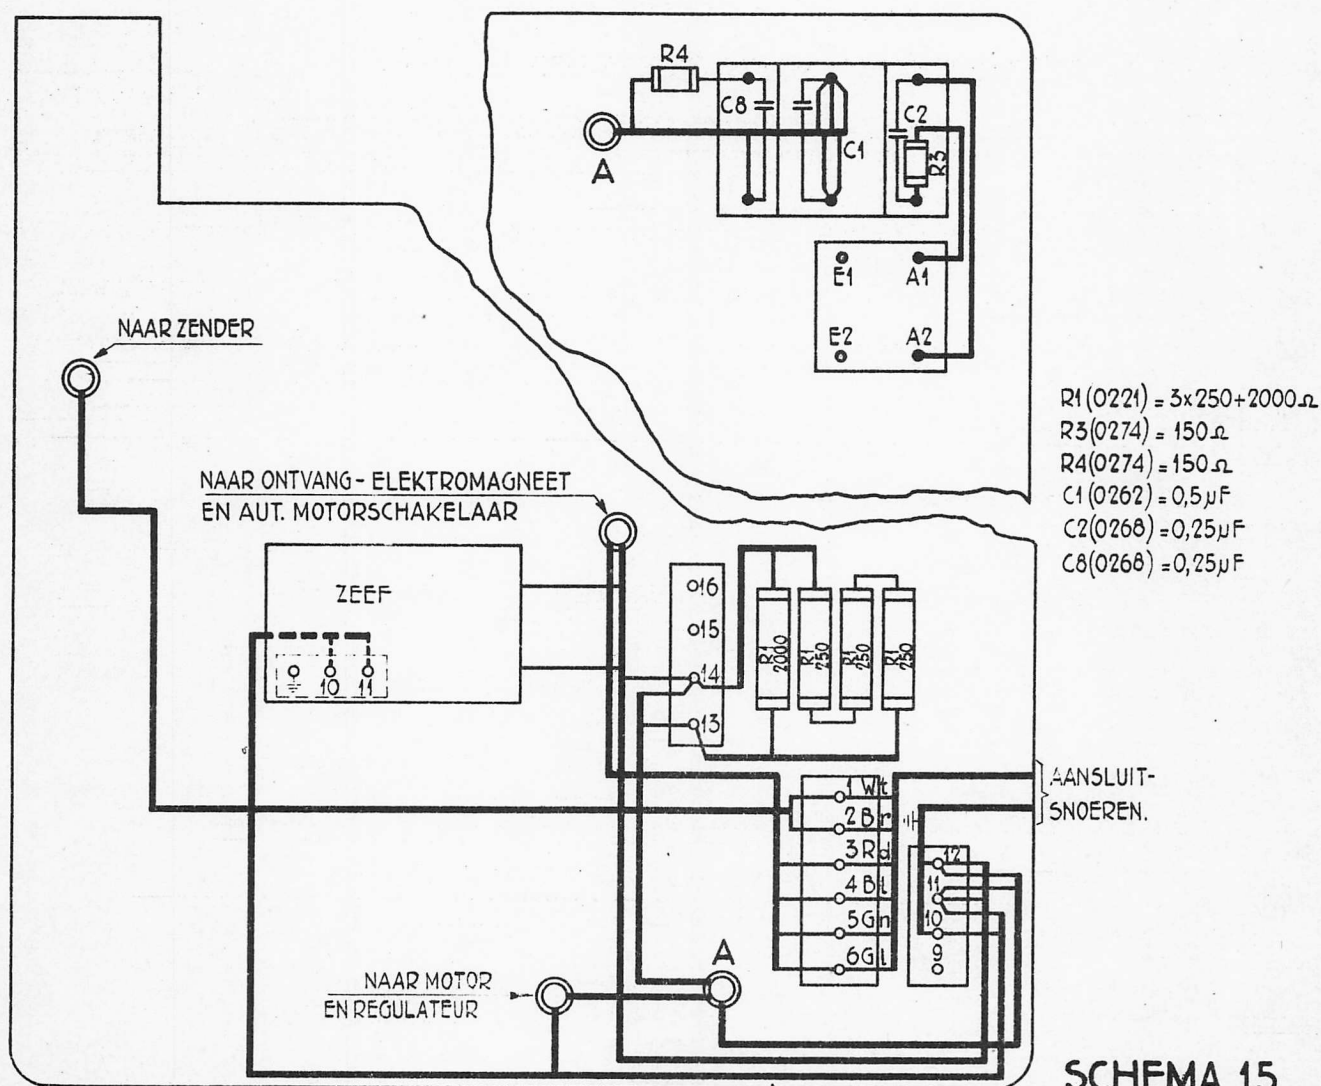 R4
C8
C2
C1
R3
A
E1 A1
E2 A2
NAAR ZENDER
R1(0221) = 3x250+2000Ω
R3(0274) = 150Ω
R4(0274) = 150Ω
C1(0262) = 0,5µF
C2(0268) = 0,25µF
C8(0268) = 0,25µF
NAAR ONTVANG-ELEKTROMAGNEET
EN AUT. MOTORSCHAKELAAR
ZEEF
10 11
16
15
14
13
R1 2000
R1 250
R1 250
R1 250
AANSLUIT-
SNOEREN.
1 Wt
2 Br
3 Rd
4 Bl
5 Gn
6 Gl
12
11
10
9
A
NAAR MOTOR
EN REGULATEUR
SCHEMA 15